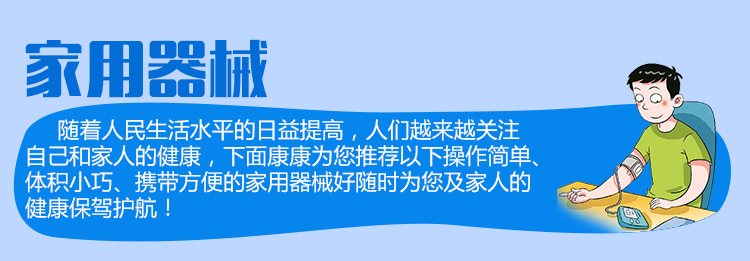 家用器械
随着人民生活水平的日益提高，人们越来越关注
自己和家人的健康，下面康康为您推荐以下操作简单、
体积小巧、携带方便的家用器械好随时为您及家人的
健康保驾护航！